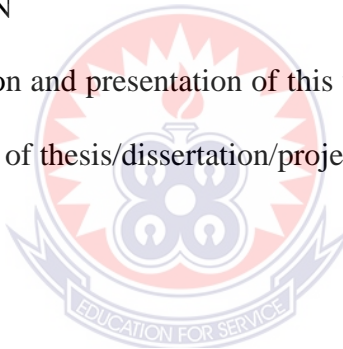 N
on and presentation of this
of thesis/dissertation/proje
EDUCATION FOR SERVICE